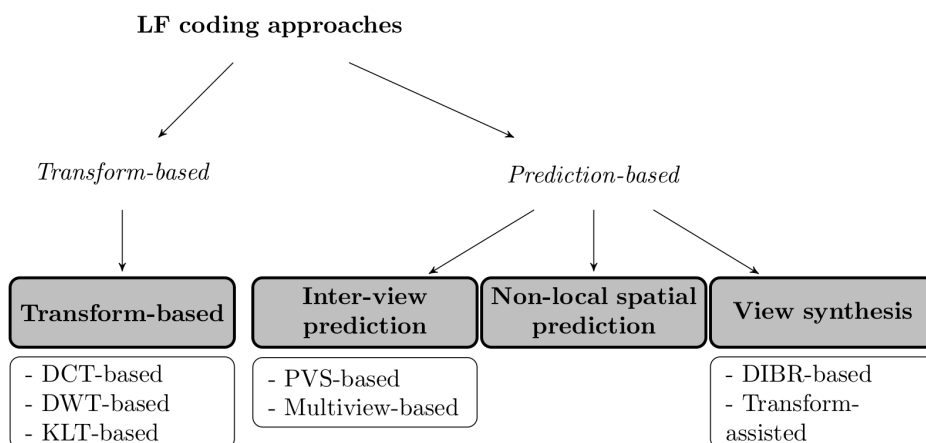 LF coding approaches
Transform-based
Prediction-based
Transform-based
Inter-view
prediction
Non-local spatial
prediction
View synthesis
- DCT-based
- DWT-based
- KLT-based
- PVS-based
- Multiview-based
- DIBR-based
- Transform-
assisted